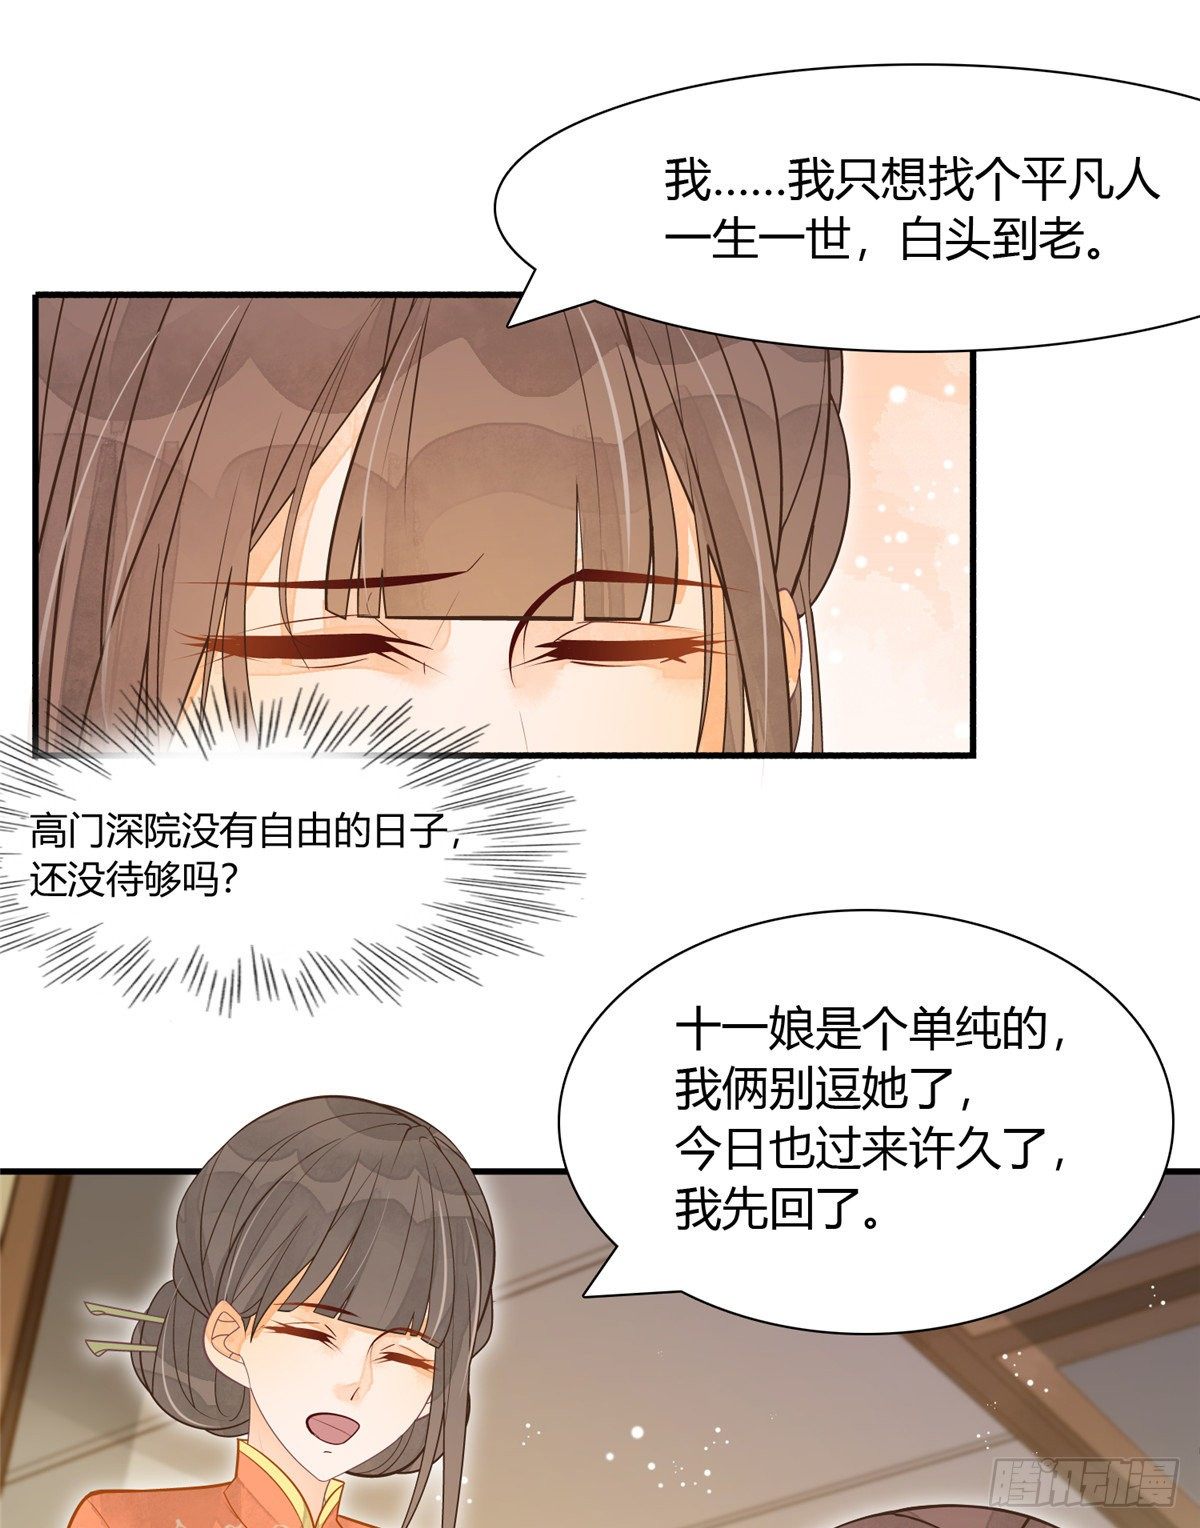 我……我只想找个平凡人
一生一世，白头到老。
高门深院没有自由的日子，
还没待够吗？
十一娘是个单纯的，
我俩别逗她了，
今日也过来许久了，
我先回了。
腾讯动漫